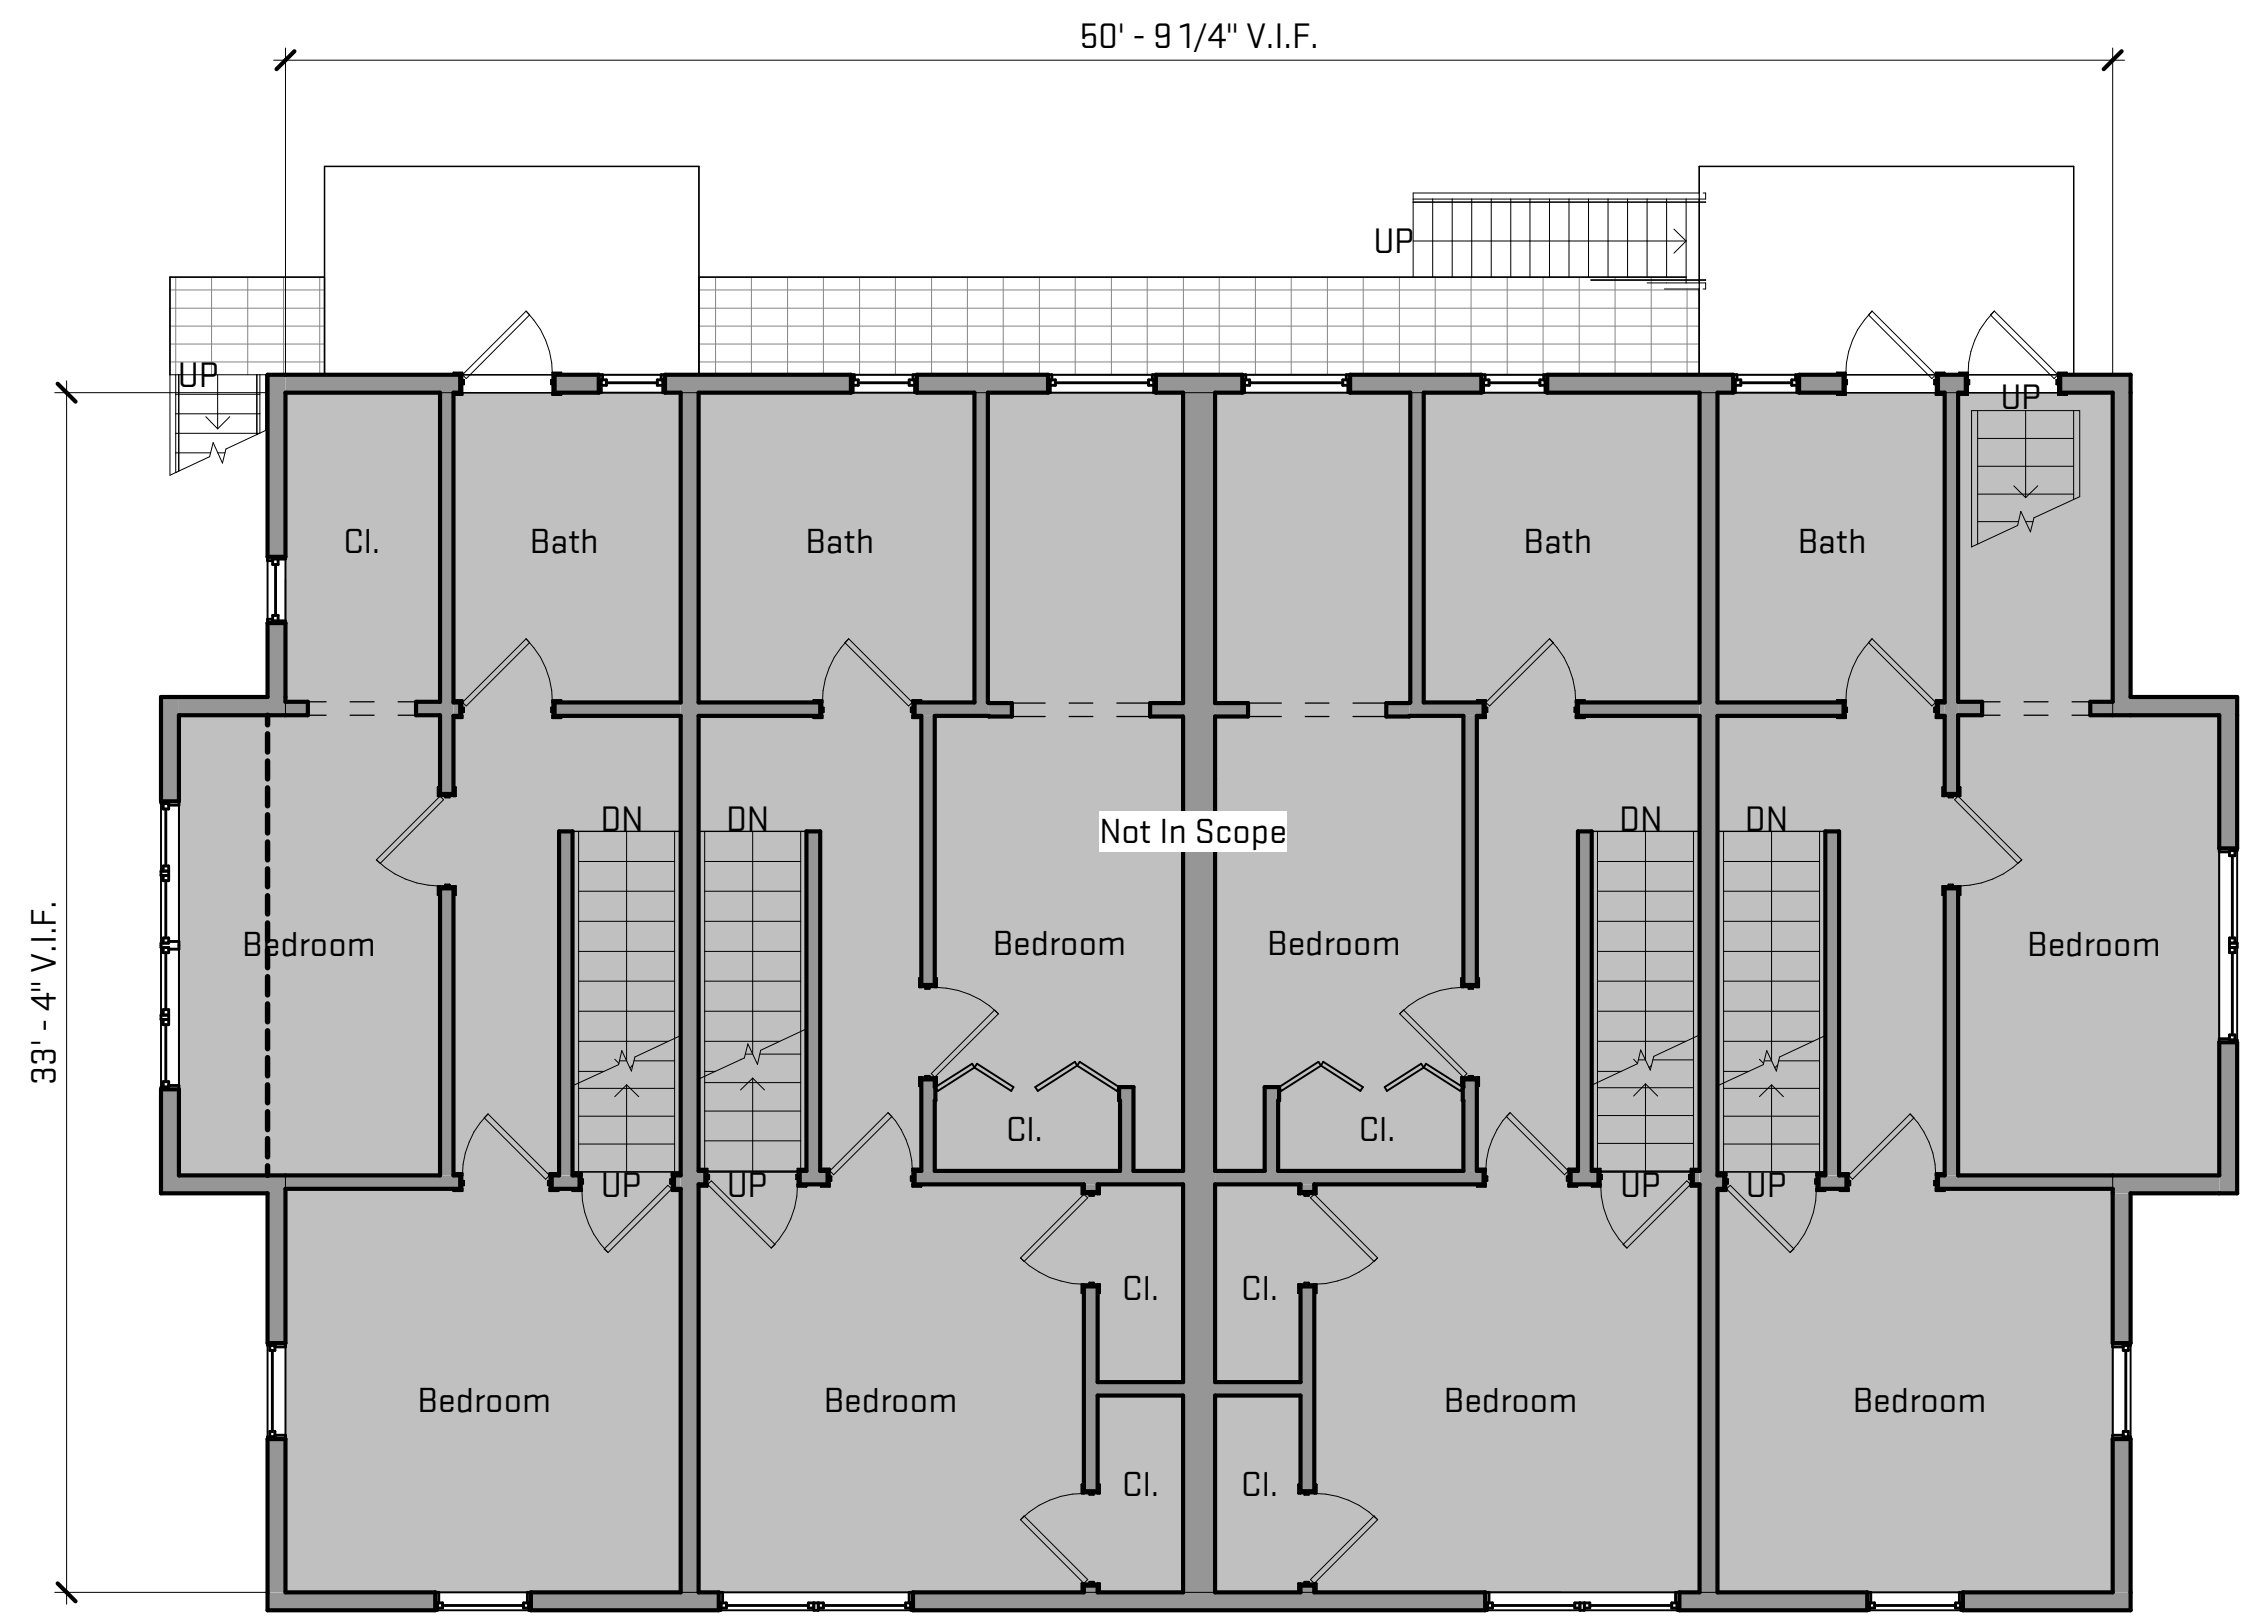 50' - 9 1/4" V.I.F.
UP
UP
UP
Cl.
Bath
Bath
Bath
Bath
DN
DN
Not In Scope
DN
DN
33' - 4" V.I.F.
Bedroom
Bedroom
Bedroom
Bedroom
Cl.
Cl.
UP
UP
UP
UP
Cl.
Cl.
Bedroom
Bedroom
Bedroom
Bedroom
Cl.
Cl.